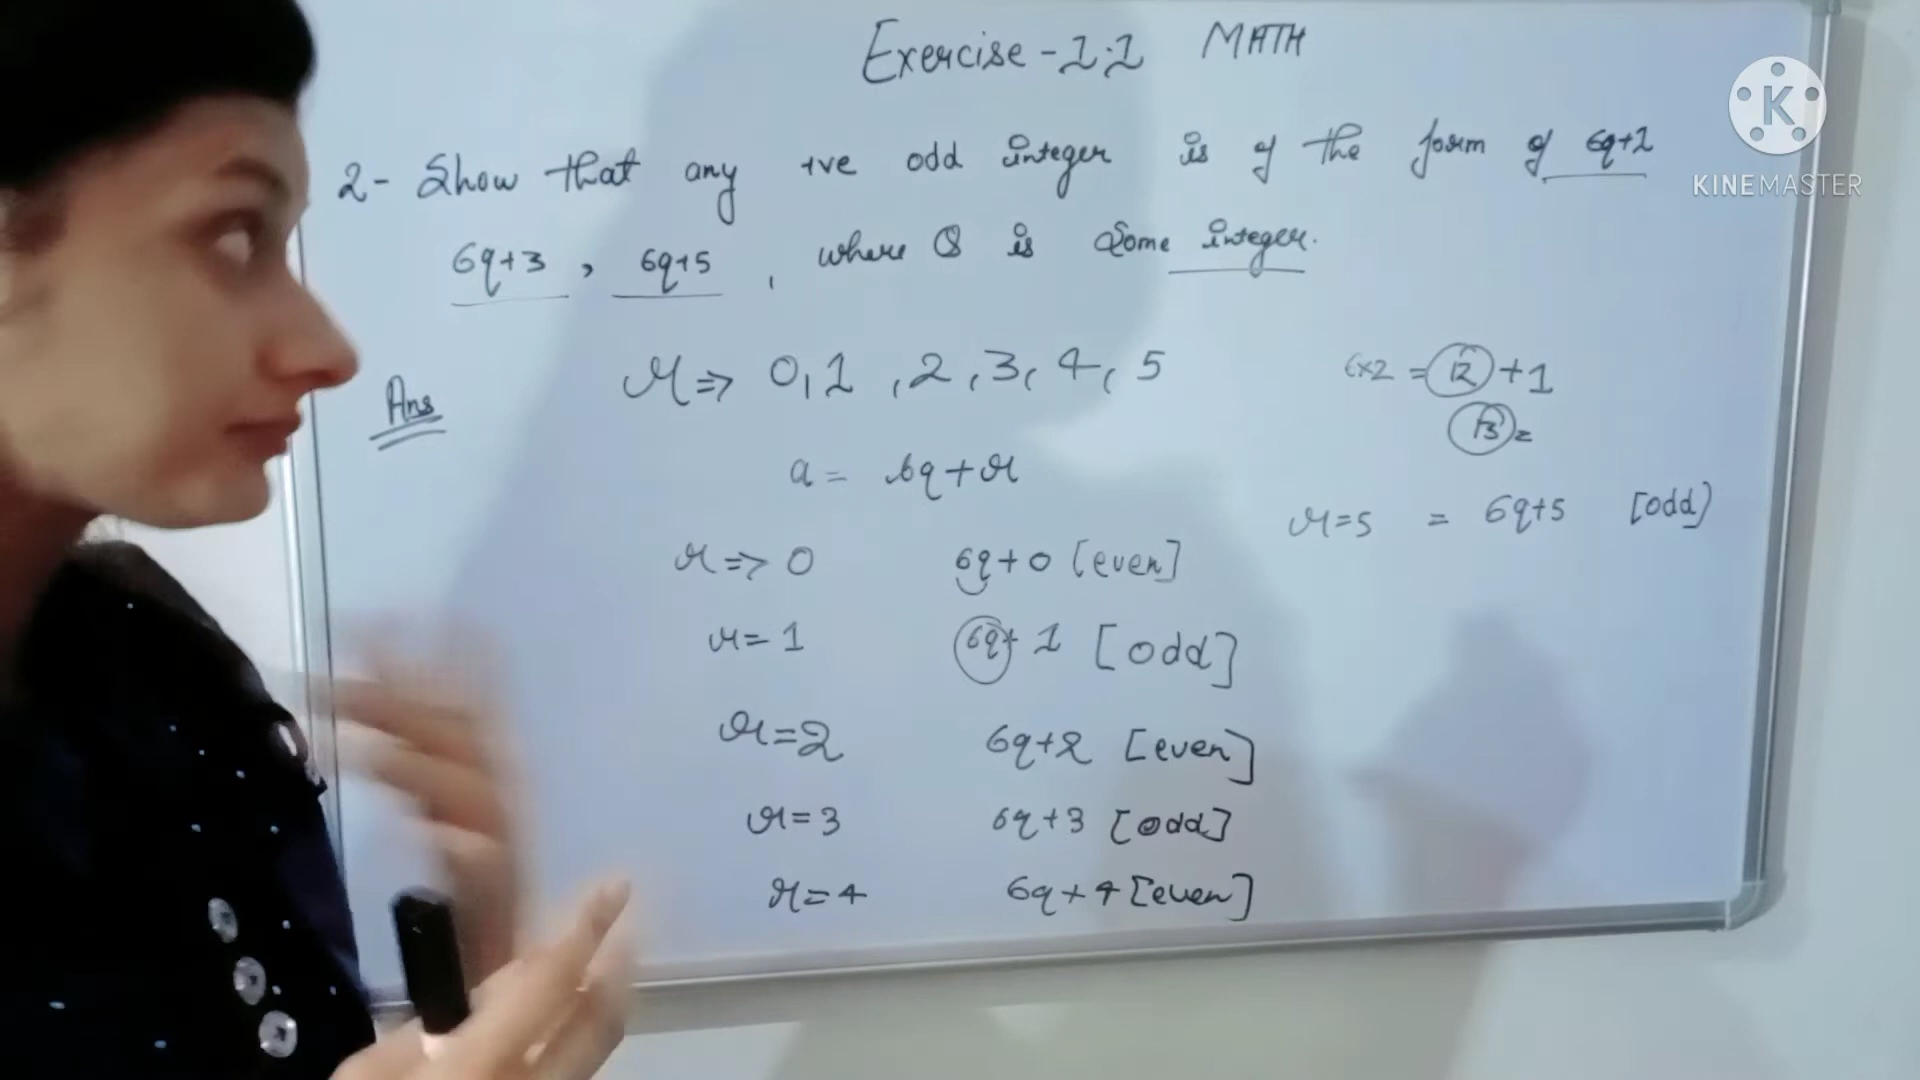 Exercise - 1.1 MATH
2- Show that any +ve odd integer is of the form of 6q+1
6q+3 , 6q+5 , where Q is some integer.
Ans
r ⇒ 0, 1, 2, 3, 4, 5
a = 6q + r
r ⇒ 0 6q + 0 [even]
r = 1 6q + 1 [odd]
r = 2 6q+2 [even]
r = 3 6q+3 [odd]
r = 4 6q + 4 [even]
6x2 = 12 + 1
13 =
r = 5 = 6q+5 [odd]
K
KINEMASTER